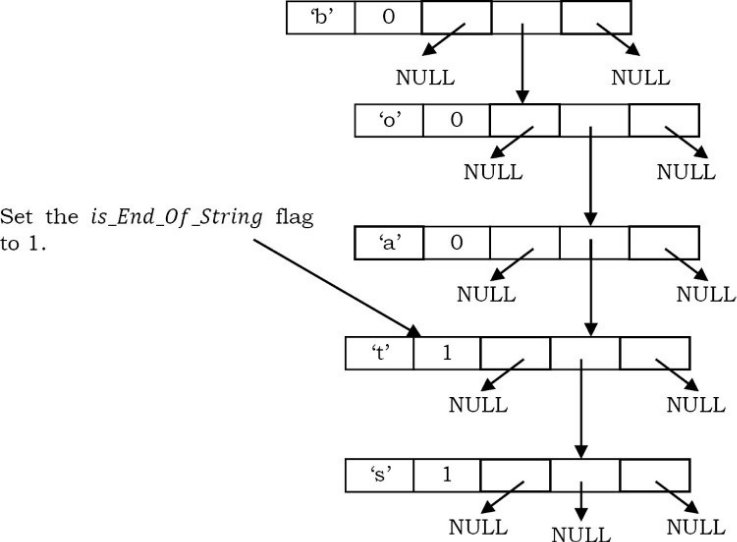 ‘b’ 0
NULL NULL
‘o’ 0
NULL NULL
Set the is_End_Of_String flag
to 1.
‘a’ 0
NULL NULL
‘t’ 1
NULL NULL
‘s’ 1
NULL NULL NULL